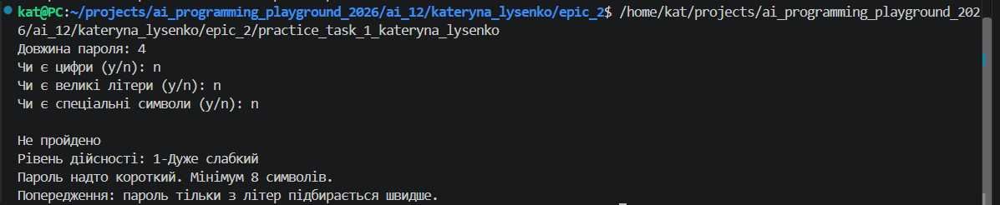 kat@PC:~/projects/ai_programming_playground_2026/ai_12/kateryna_lysenko/epic_2$ /home/kat/projects/ai_programming_playground_202
6/ai_12/kateryna_lysenko/epic_2/practice_task_1_kateryna_lysenko
Довжина пароля: 4
Чи є цифри (y/n): n
Чи є великі літери (y/n): n
Чи є спеціальні символи (y/n): n
Не пройдено
Рівень дійсності: 1-Дуже слабкий
Пароль надто короткий. Мінімум 8 символів.
Попередження: пароль тільки з літер підбирається швидше.